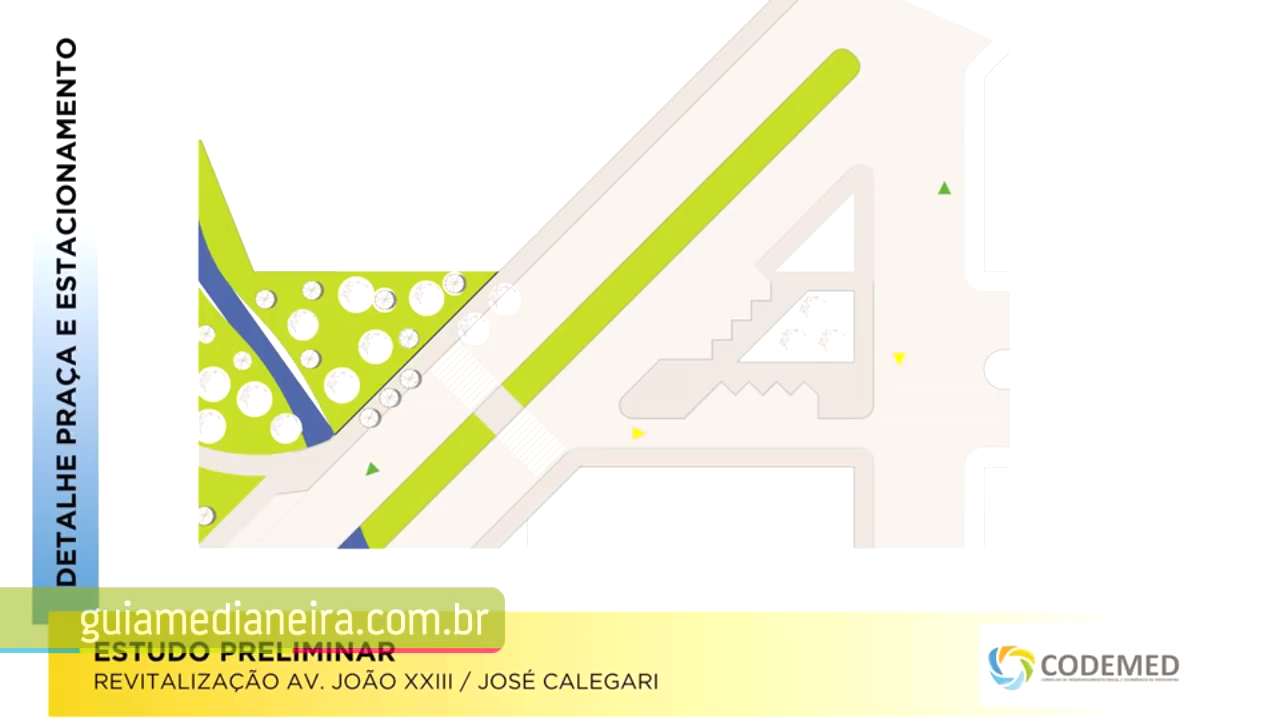 DETALHE PRAÇA E ESTACIONAMENTO
guiamedianeira.com.br
ESTUDO PRELIMINAR
REVITALIZAÇÃO AV. JOÃO XXIII / JOSÉ CALEGARI
CODEMED